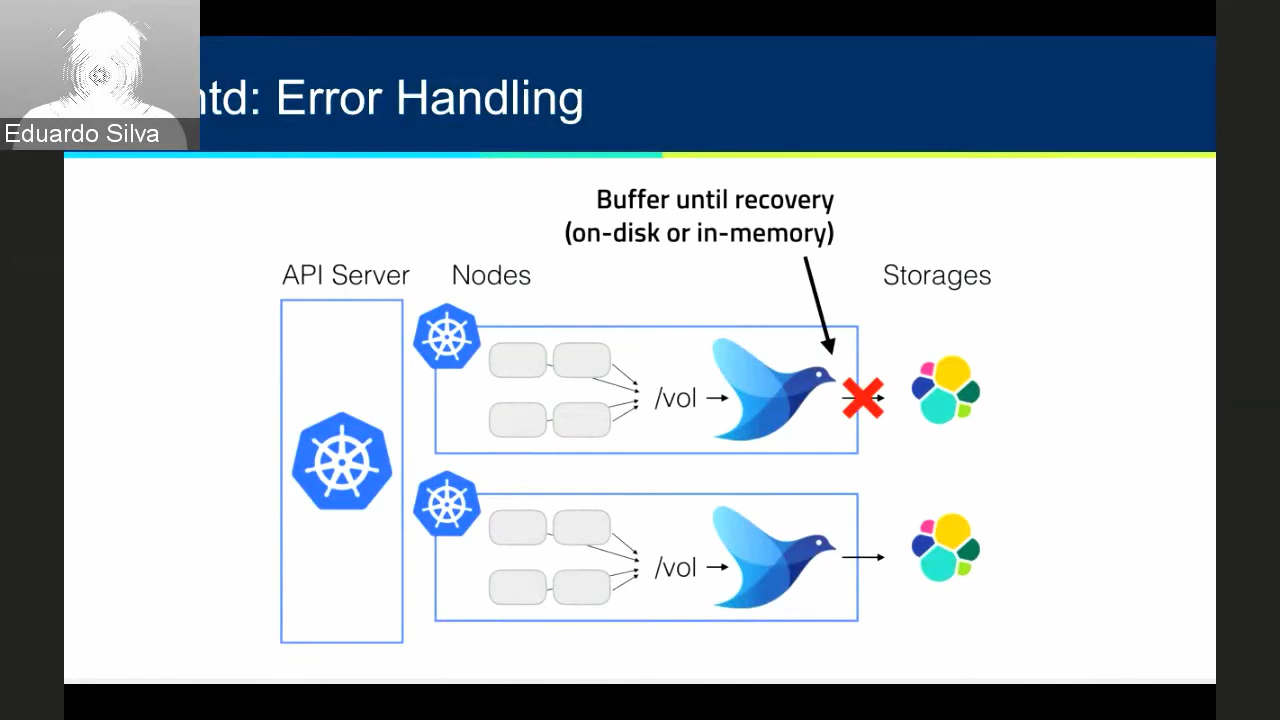 Eduardo Silva
ntd: Error Handling
Buffer until recovery
(on-disk or in-memory)
API Server
Nodes
Storages
/vol
/vol